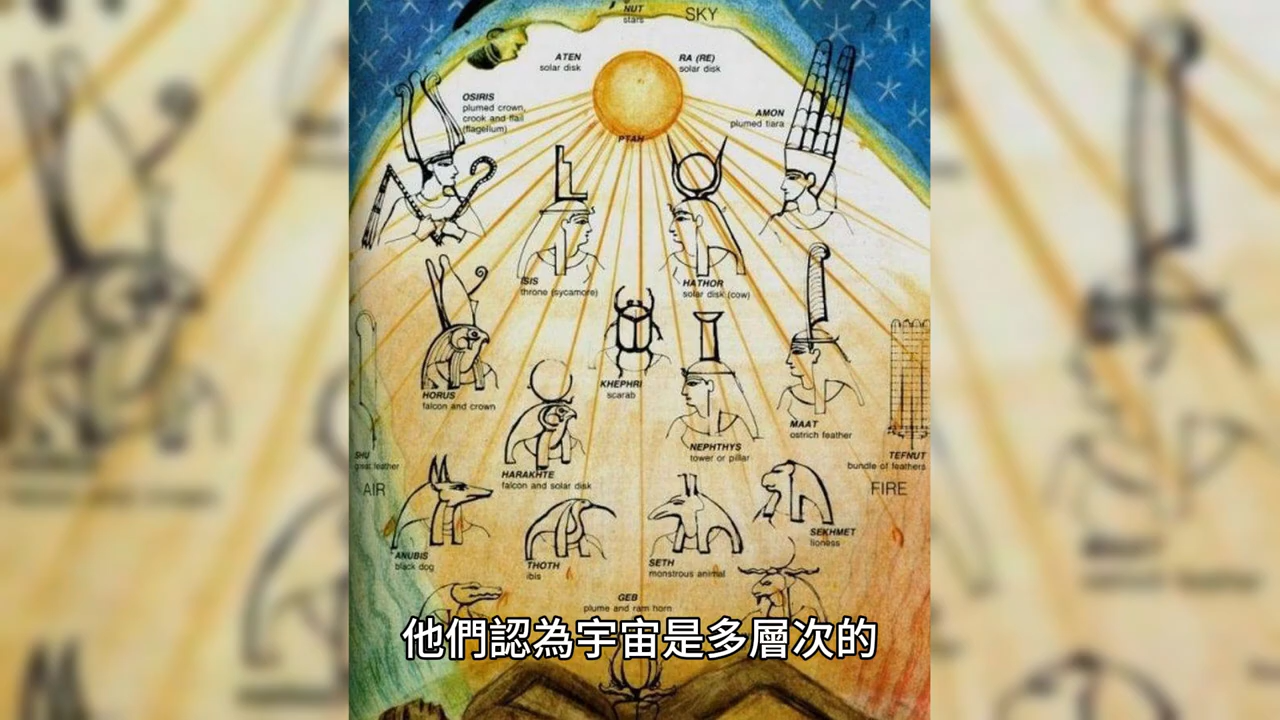 NUT
stars
SKY
ATEN
solar disk
RA (RE)
solar disk
OSIRIS
plumed crown,
crook and flail
(flagellum)
AMON
plumed tiara
PTAH
ISIS
throne (sycamore)
HATHOR
solar disk (cow)
KHEPHRI
scarab
HORUS
falcon and crown
MAAT
ostrich feather
NEPHTHYS
tower or pillar
SHU
great feather
AIR
TEFNUT
bundle of feathers
FIRE
HARAKHTE
falcon and solar disk
ANUBIS
black dog
THOTH
ibis
SETH
monstrous animal
SEKHMET
lioness
GEB
plume and ram horn
他們認為宇宙是多層次的